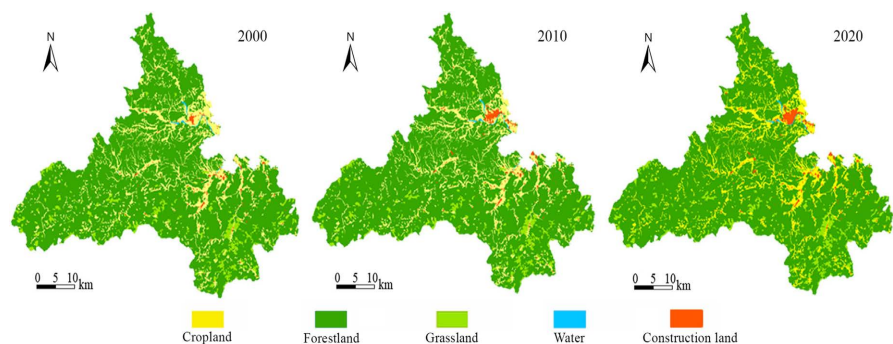 N 2000
N 2010
N 2020
0 5 10 km
0 5 10 km
0 5 10 km
Cropland Forestland Grassland Water Construction land